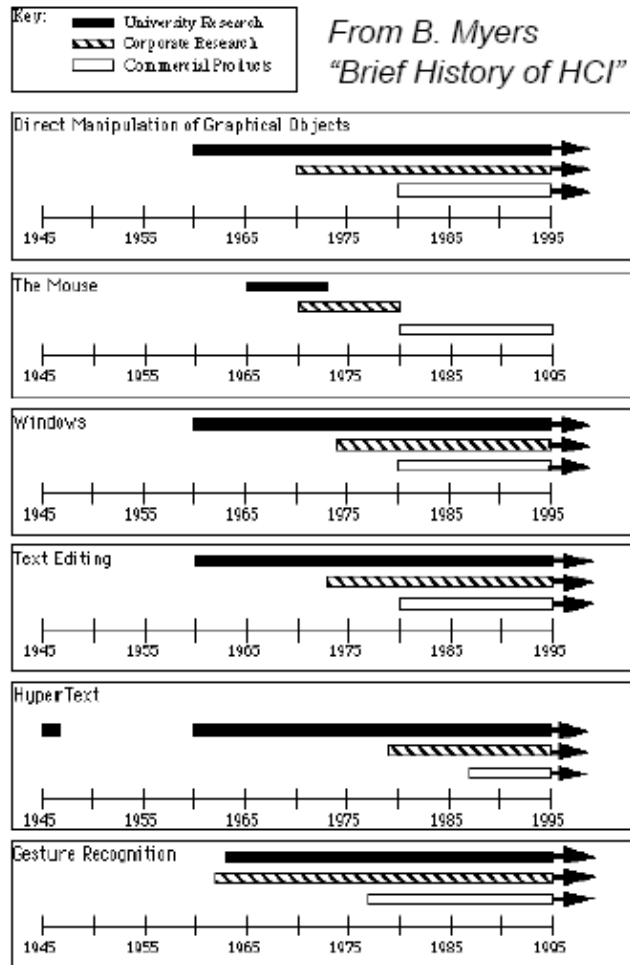 Key:
University Research
Corporate Research
Commercial Products
From B. Myers
“Brief History of HCI”
Direct Manipulation of Graphical Objects
1945 1955 1965 1975 1985 1995
The Mouse
1945 1955 1965 1975 1985 1995
Windows
1945 1955 1965 1975 1985 1995
Text Editing
1945 1955 1965 1975 1985 1995
HyperText
1945 1955 1965 1975 1985 1995
Gesture Recognition
1945 1955 1965 1975 1985 1995